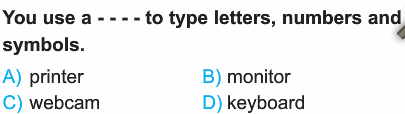 You use a - - - - to type letters, numbers and
symbols.
A) printer B) monitor
C) webcam D) keyboard